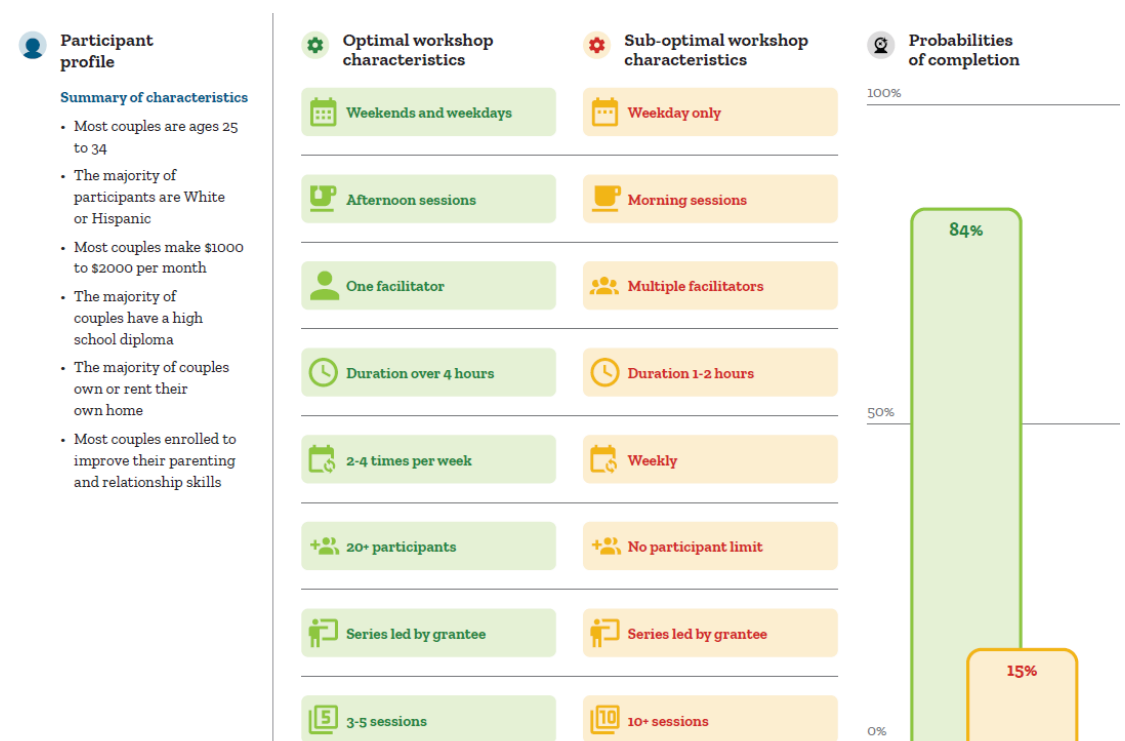 Participant
profile
Summary of characteristics
• Most couples are ages 25
to 34
• The majority of
participants are White
or Hispanic
• Most couples make $1000
to $2000 per month
• The majority of
couples have a high
school diploma
• The majority of couples
own or rent their
own home
• Most couples enrolled to
improve their parenting
and relationship skills
Optimal workshop
characteristics
Weekends and weekdays
Afternoon sessions
One facilitator
Duration over 4 hours
2-4 times per week
20+ participants
Series led by grantee
5
3-5 sessions
Sub-optimal workshop
characteristics
Weekday only
Morning sessions
Multiple facilitators
Duration 1-2 hours
Weekly
No participant limit
Series led by grantee
10
10+ sessions
Probabilities
of completion
100%
84%
50%
15%
0%